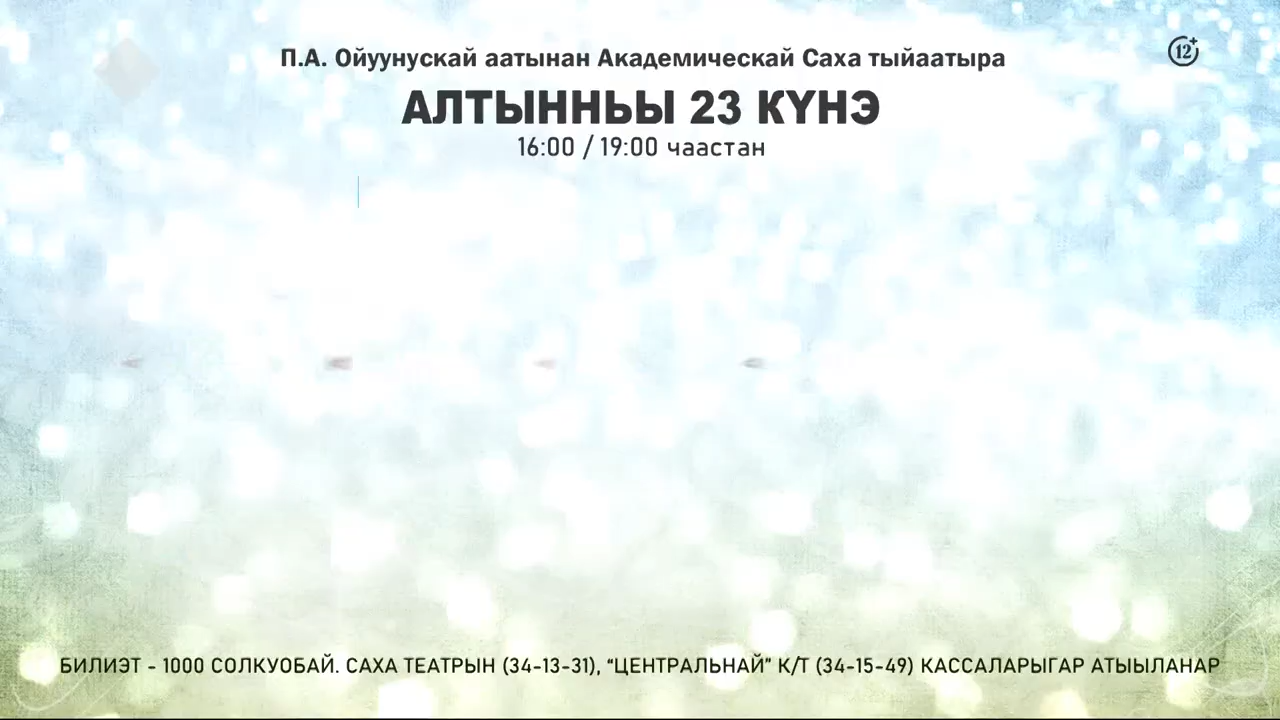 П.А. Ойуунускай аатынан Академическай Саха тыйаатыра
12+
АЛТЫННЬЫ 23 КҮНЭ
16:00 / 19:00 чаастан
БИЛИЭТ - 1000 СОЛКУОБАЙ. САХА ТЕАТРЫН (34-13-31), “ЦЕНТРАЛЬНАЙ” К/Т (34-15-49) КАССАЛАРЫГАР АТЫЫЛАНАР